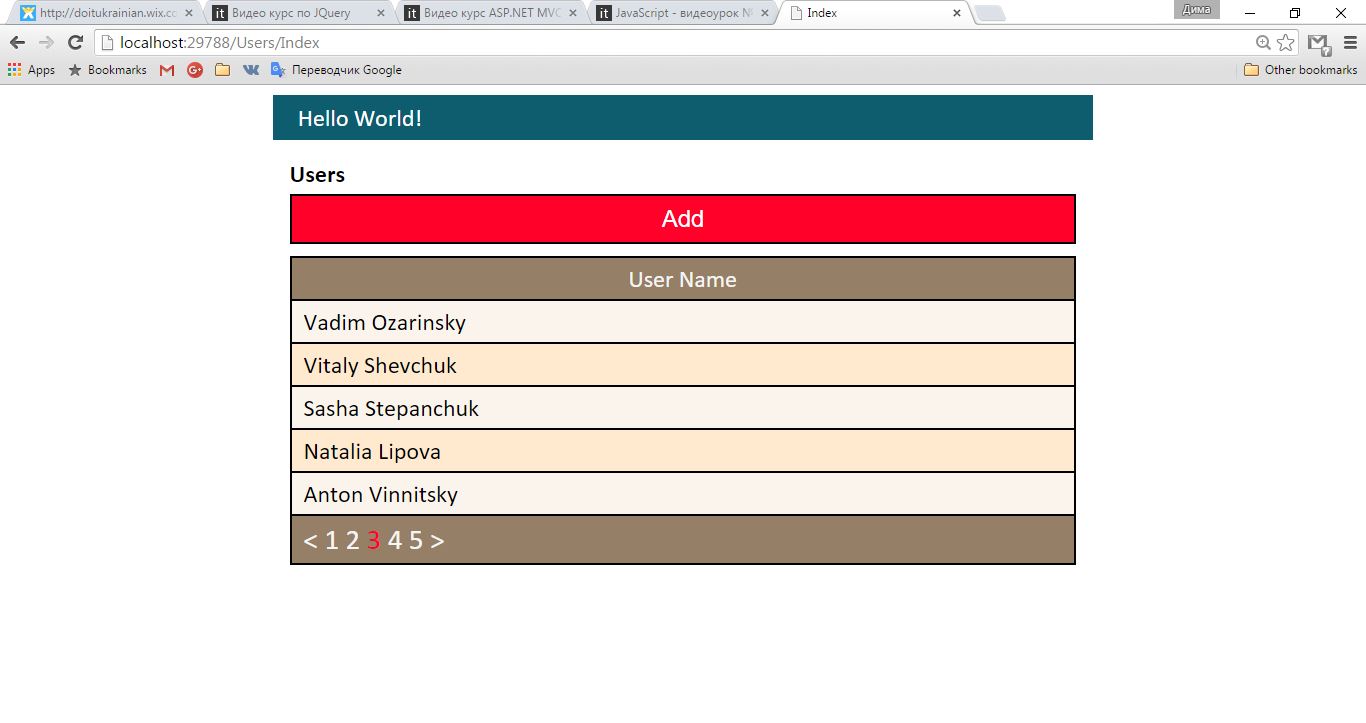 http://doitukrainian.wix.co
Видео курс по JQuery
Видео курс ASP.NET MVC
JavaScript - видеоурок №
Index
Дима
localhost:29788/Users/Index
Apps
Bookmarks
Переводчик Google
Other bookmarks
Hello World!
Users
Add
User Name
Vadim Ozarinsky
Vitaly Shevchuk
Sasha Stepanchuk
Natalia Lipova
Anton Vinnitsky
< 1 2 3 4 5 >